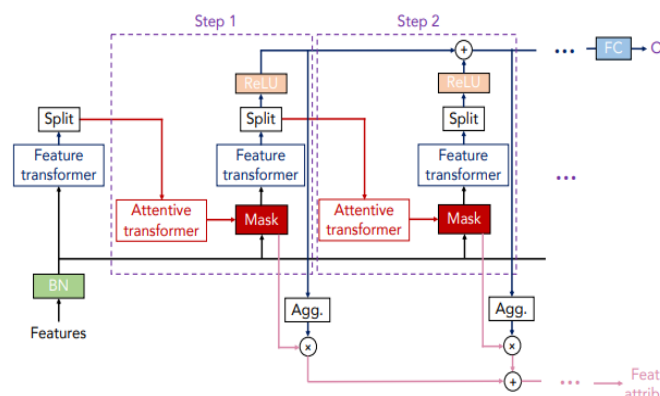 Step 1
Step 2
...
FC
ReLU
ReLU
Split
Split
Split
Feature
transformer
Feature
transformer
Feature
transformer
...
Attentive
transformer
Mask
Attentive
transformer
Mask
BN
Features
Agg.
Agg.
×
×
+
+
...